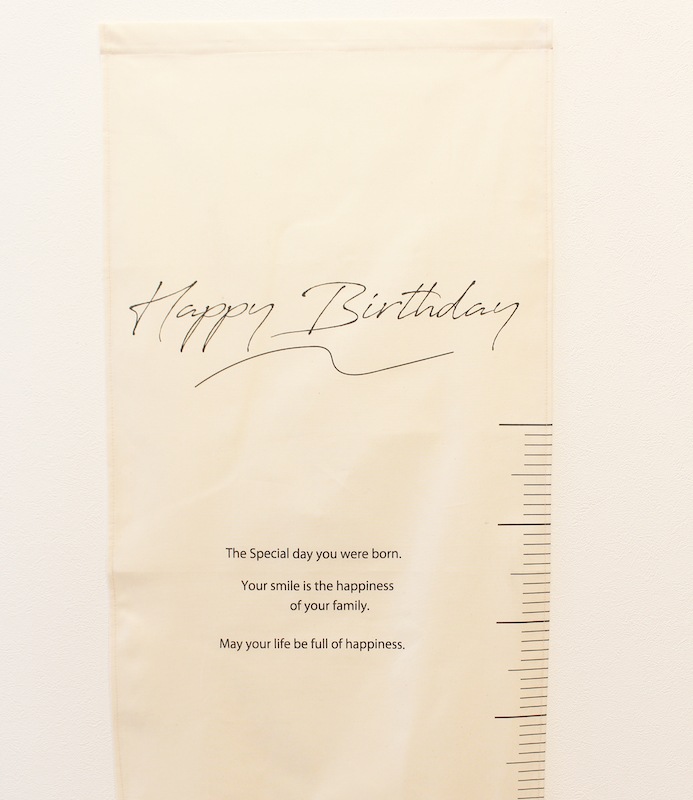 Happy Birthday
The Special day you were born.
Your smile is the happiness
of your family.
May your life be full of happiness.